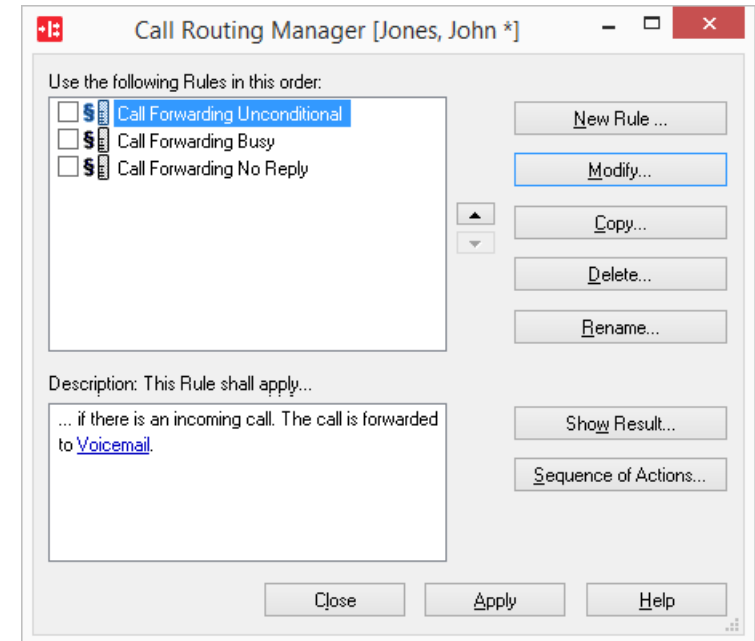 Call Routing Manager [Jones, John *]
Use the following Rules in this order:
§ Call Forwarding Unconditional
§ Call Forwarding Busy
§ Call Forwarding No Reply
New Rule ...
Modify...
Copy...
Delete...
Rename...
Description: This Rule shall apply...
... if there is an incoming call. The call is forwarded
to Voicemail.
Show Result...
Sequence of Actions...
Close
Apply
Help